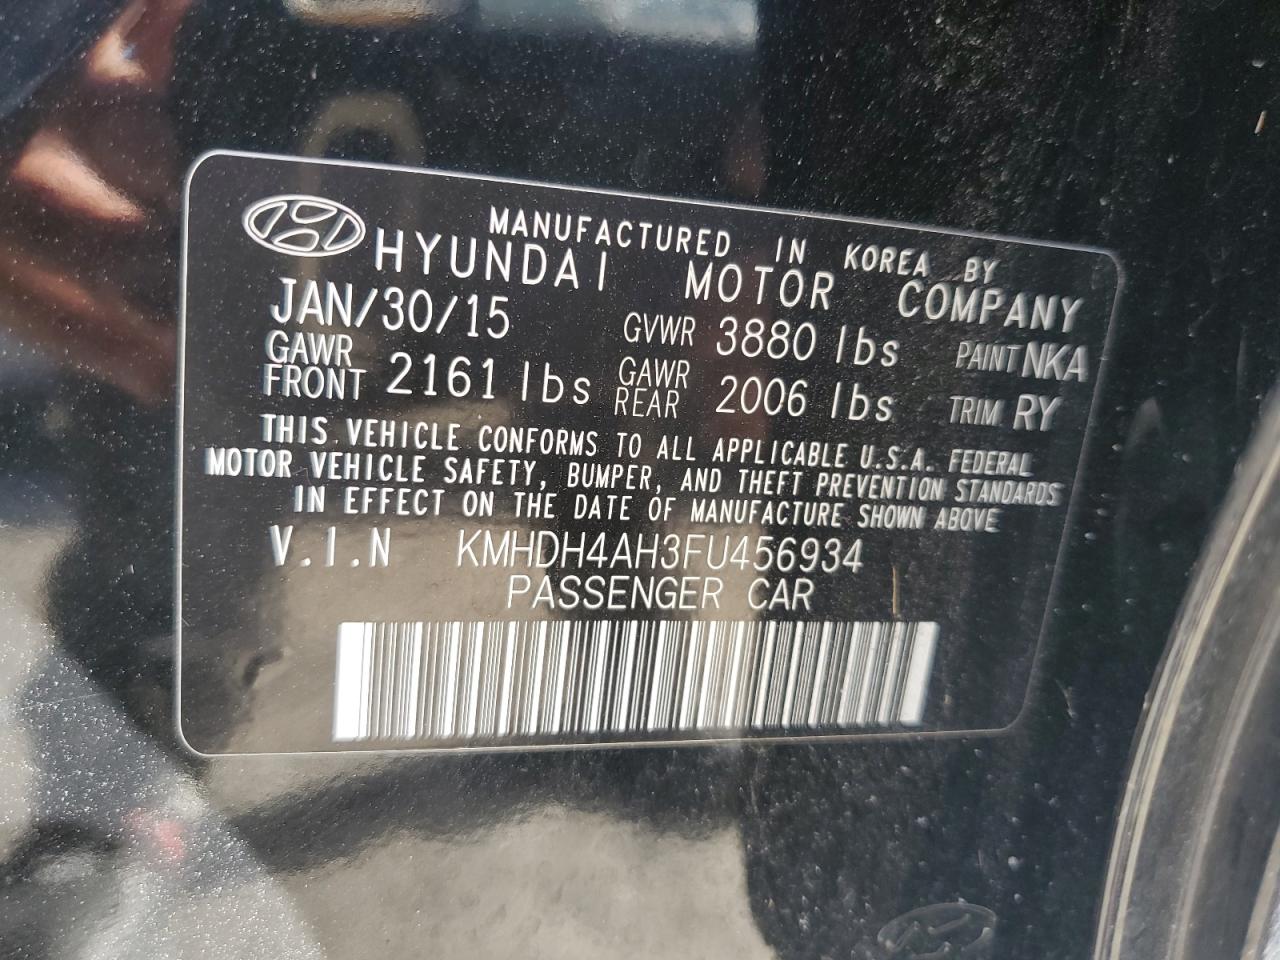 MANUFACTURED IN KOREA BY
HYUNDAI MOTOR COMPANY
JAN/30/15 GVWR 3880 lbs PAINT NKA
GAWR FRONT 2161 lbs GAWR REAR 2006 lbs TRIM RY
THIS VEHICLE CONFORMS TO ALL APPLICABLE U.S.A. FEDERAL
MOTOR VEHICLE SAFETY, BUMPER, AND THEFT PREVENTION STANDARDS
IN EFFECT ON THE DATE OF MANUFACTURE SHOWN ABOVE
V.I.N KMHDH4AH3FU456934
PASSENGER CAR